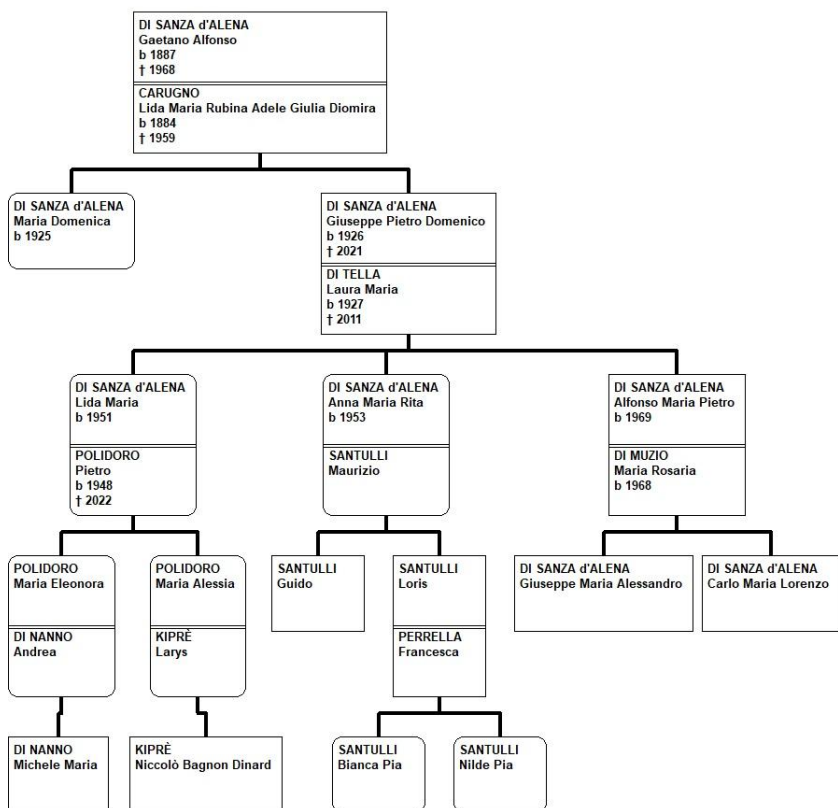 DI SANZA d'ALENA
Gaetano Alfonso
b 1887
† 1968
CARUGNO
Lida Maria Rubina Adele Giulia Diomira
b 1884
† 1959
DI SANZA d'ALENA
Maria Domenica
b 1925
DI SANZA d'ALENA
Giuseppe Pietro Domenico
b 1926
† 2021
DI TELLA
Laura Maria
b 1927
† 2011
DI SANZA d'ALENA
Lida Maria
b 1951
POLIDORO
Pietro
b 1948
† 2022
DI SANZA d'ALENA
Anna Maria Rita
b 1953
SANTULLI
Maurizio
DI SANZA d'ALENA
Alfonso Maria Pietro
b 1969
DI MUZIO
Maria Rosaria
b 1968
POLIDORO
Maria Eleonora
DI NANNO
Andrea
POLIDORO
Maria Alessia
KIPRÈ
Larys
SANTULLI
Guido
SANTULLI
Loris
PERRELLA
Francesca
DI SANZA d'ALENA
Giuseppe Maria Alessandro
DI SANZA d'ALENA
Carlo Maria Lorenzo
DI NANNO
Michele Maria
KIPRÈ
Niccolò Bagnon Dinard
SANTULLI
Bianca Pia
SANTULLI
Nilde Pia